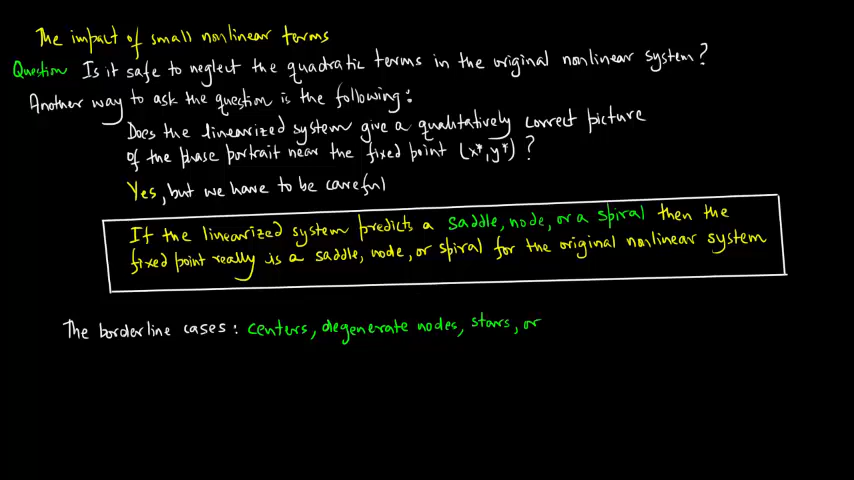 The impact of small nonlinear terms
Question Is it safe to neglect the quadratic terms in the original nonlinear system?
Another way to ask the question is the following:
Does the linearized system give a qualitatively correct picture
of the phase portrait near the fixed point (x*, y*) ?
Yes, but we have to be careful
If the linearized system predicts a saddle, node, or a spiral then the
fixed point really is a saddle, node, or spiral for the original nonlinear system
The borderline cases: centers, degenerate nodes, stars, or